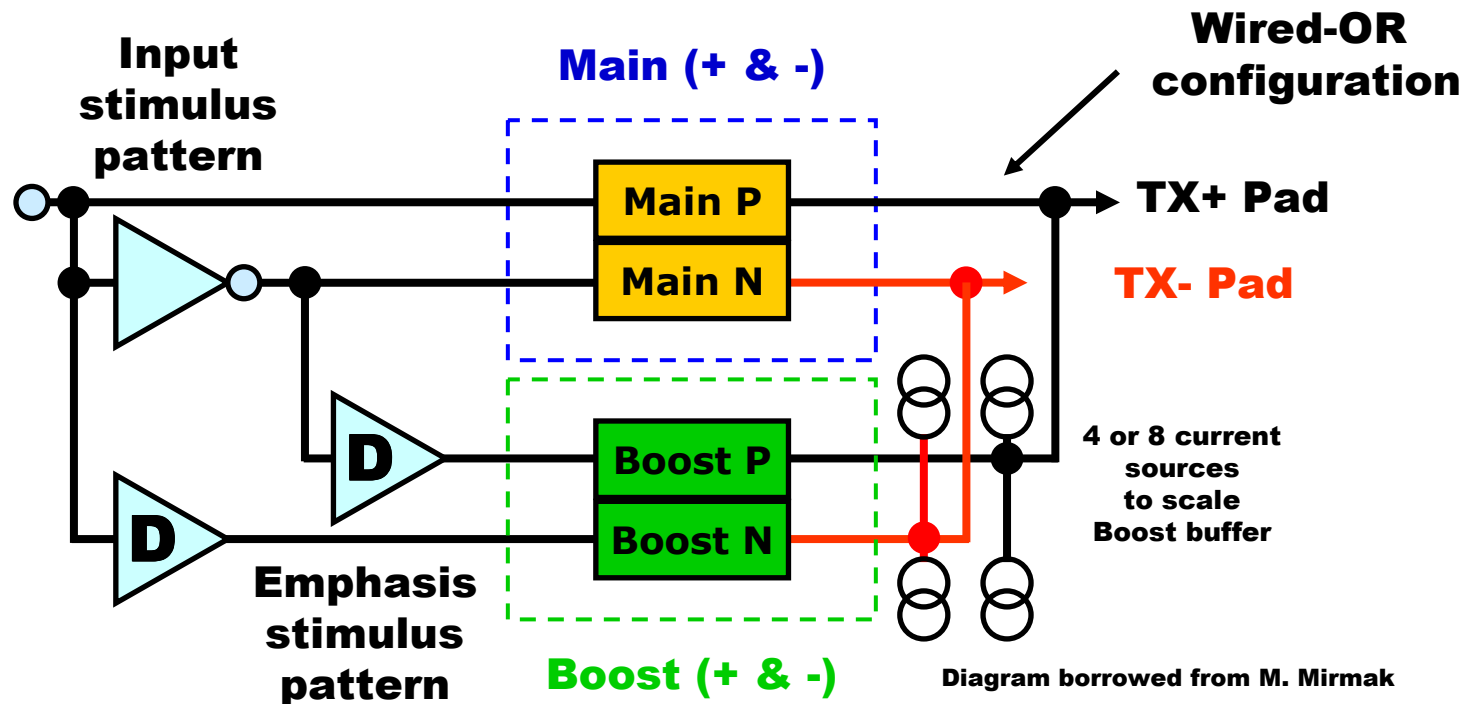 Input
stimulus
pattern
Main (+ & -)
Wired-OR
configuration
Main P
Main N
TX+ Pad
TX- Pad
D
Boost P
Boost N
D
4 or 8 current
sources
to scale
Boost buffer
Emphasis
stimulus
pattern
Boost (+ & -)
Diagram borrowed from M. Mirmak